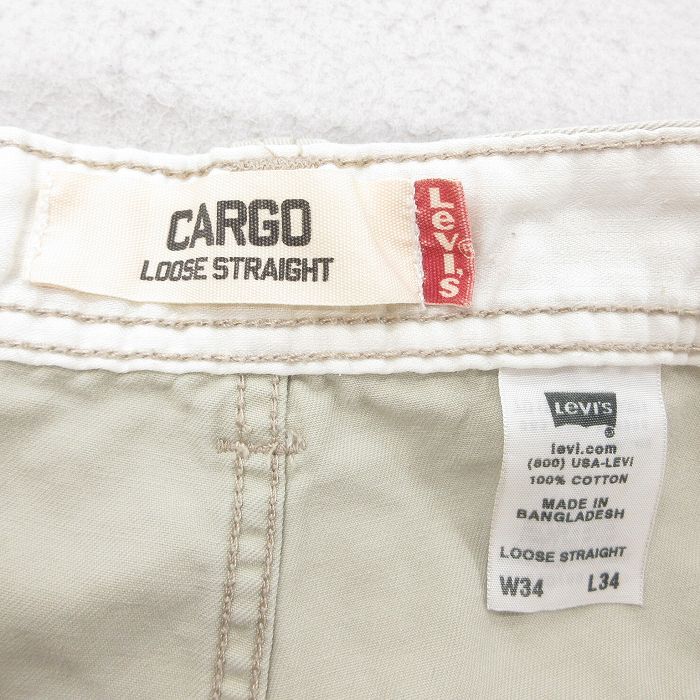 CARGO
LOOSE STRAIGHT
Levi's®
Levi's®
levi.com
(800) USA-LEVI
100% COTTON
MADE IN
BANGLADESH
LOOSE STRAIGHT
W34 L34